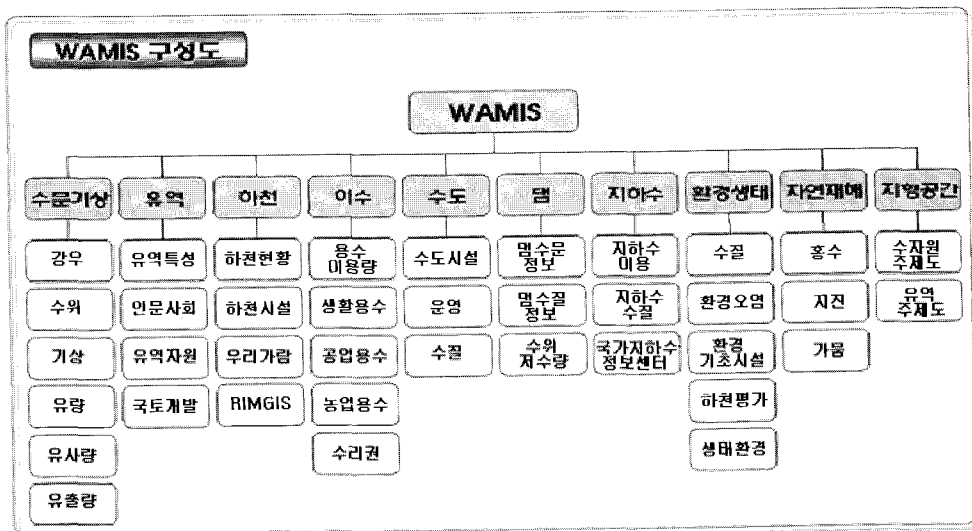 WAMIS 구성도
WAMIS
수문기상 유역 하천 이수 수도 댐 지하수 환경생태 자연재해 지형공간
강우 유역특성 하천현황 용수 이용량 수도시설 댐수문 정보 지하수 이용 수질 홍수 수자원 주제도
수위 인문사회 하천시설 생활용수 운영 댐수질 정보 지하수 수질 환경오염 지진 유역 주제도
기상 유역자원 우리가람 공업용수 수질 수위 저수량 국가지하수 정보센터 환경 기초시설 가뭄
유량 국토개발 RIMGIS 농업용수 하천평가
유사량 수리권 생태환경
유출량